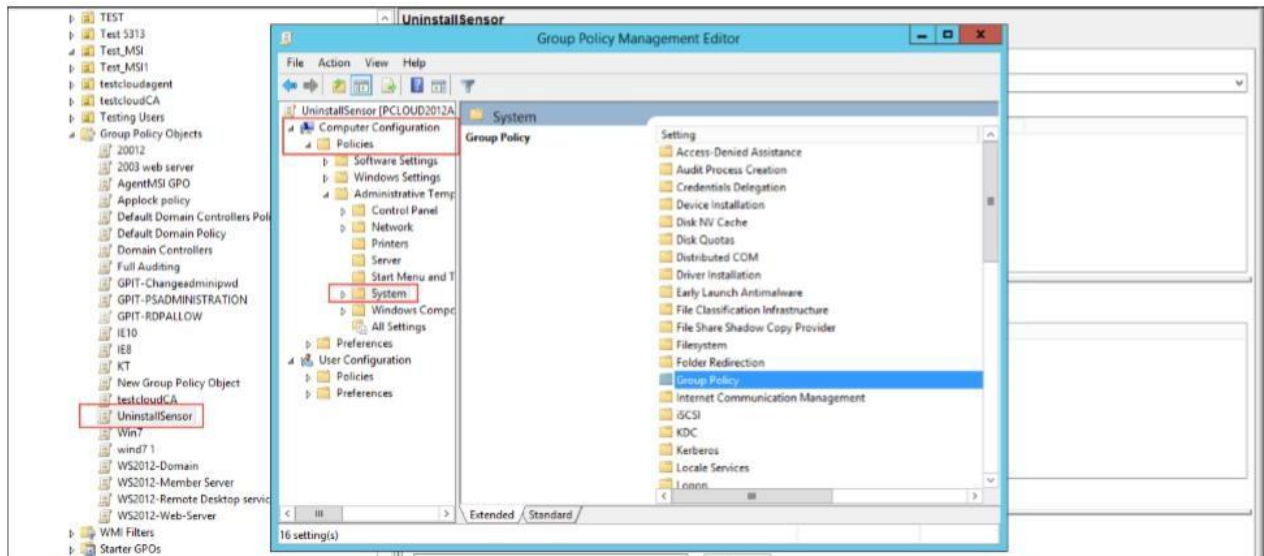 TEST
Test 5313
Test_MSI
Test_MSI1
testcloudagent
testcloudCA
Testing Users
Group Policy Objects
20012
2003 web server
AgentMSI GPO
Applock policy
Default Domain Controllers Poli
Default Domain Policy
Domain Controllers
Full Auditing
GPIT-Changeadminipwd
GPIT-PSADMINISTRATION
GPIT-RDPALLOW
IE10
IE8
KT
New Group Policy Object
testcloudCA
UninstallSensor
Win7
wind7 1
WS2012-Domain
WS2012-Member Server
WS2012-Remote Desktop servic
WS2012-Web-Server
WMI Filters
Starter GPOs
UninstallSensor
Group Policy Management Editor
File Action View Help
UninstallSensor [PCLOUD2012A
Computer Configuration
Policies
Software Settings
Windows Settings
Administrative Temp
Control Panel
Network
Printers
Server
Start Menu and T
System
Windows Compo
All Settings
Preferences
User Configuration
Policies
Preferences
System
Group Policy
Setting
Access-Denied Assistance
Audit Process Creation
Credentials Delegation
Device Installation
Disk NV Cache
Disk Quotas
Distributed COM
Driver Installation
Early Launch Antimalware
File Classification Infrastructure
File Share Shadow Copy Provider
Filesystem
Folder Redirection
Group Policy
Internet Communication Management
iSCSI
KDC
Kerberos
Locale Services
Logon
Extended Standard
16 setting(s)